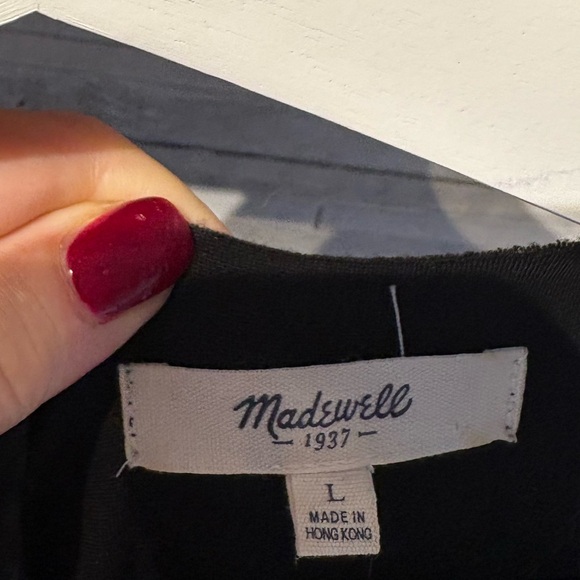 Madewell
— 1937 —
L
MADE IN
HONG KONG